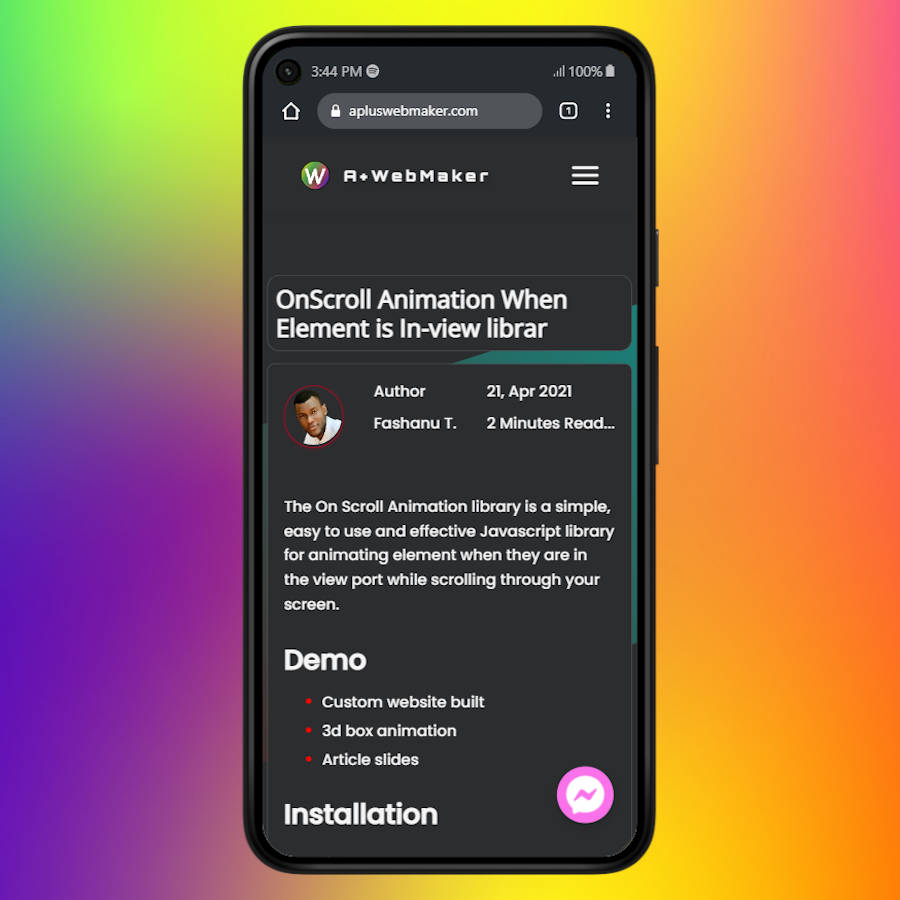 3:44 PM
100%
apluswebmaker.com
1
W A+WebMaker
OnScroll Animation When
Element is In-view librar
Author 21, Apr 2021
Fashanu T. 2 Minutes Read...
The On Scroll Animation library is a simple,
easy to use and effective Javascript library
for animating element when they are in
the view port while scrolling through your
screen.
Demo
Custom website built
3d box animation
Article slides
Installation